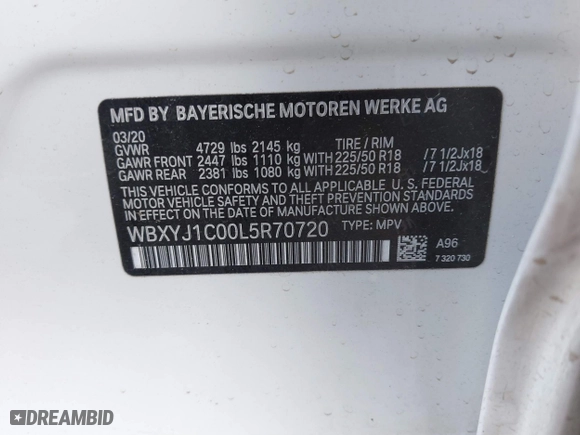 MFD BY BAYERISCHE MOTOREN WERKE AG
03/20
GVWR 4729 lbs 2145 kg TIRE / RIM
GAWR FRONT 2447 lbs 1110 kg WITH 225/50 R18 /7 1/2Jx18
GAWR REAR 2381 lbs 1080 kg WITH 225/50 R18 /7 1/2Jx18
THIS VEHICLE CONFORMS TO ALL APPLICABLE U. S. FEDERAL
MOTOR VEHICLE SAFETY AND THEFT PREVENTION STANDARDS
IN EFFECT ON THE DATE OF MANUFACTURE SHOWN ABOVE.
WBXYJ1C00L5R70720 TYPE: MPV
A96
7 320 730
DREAMBID